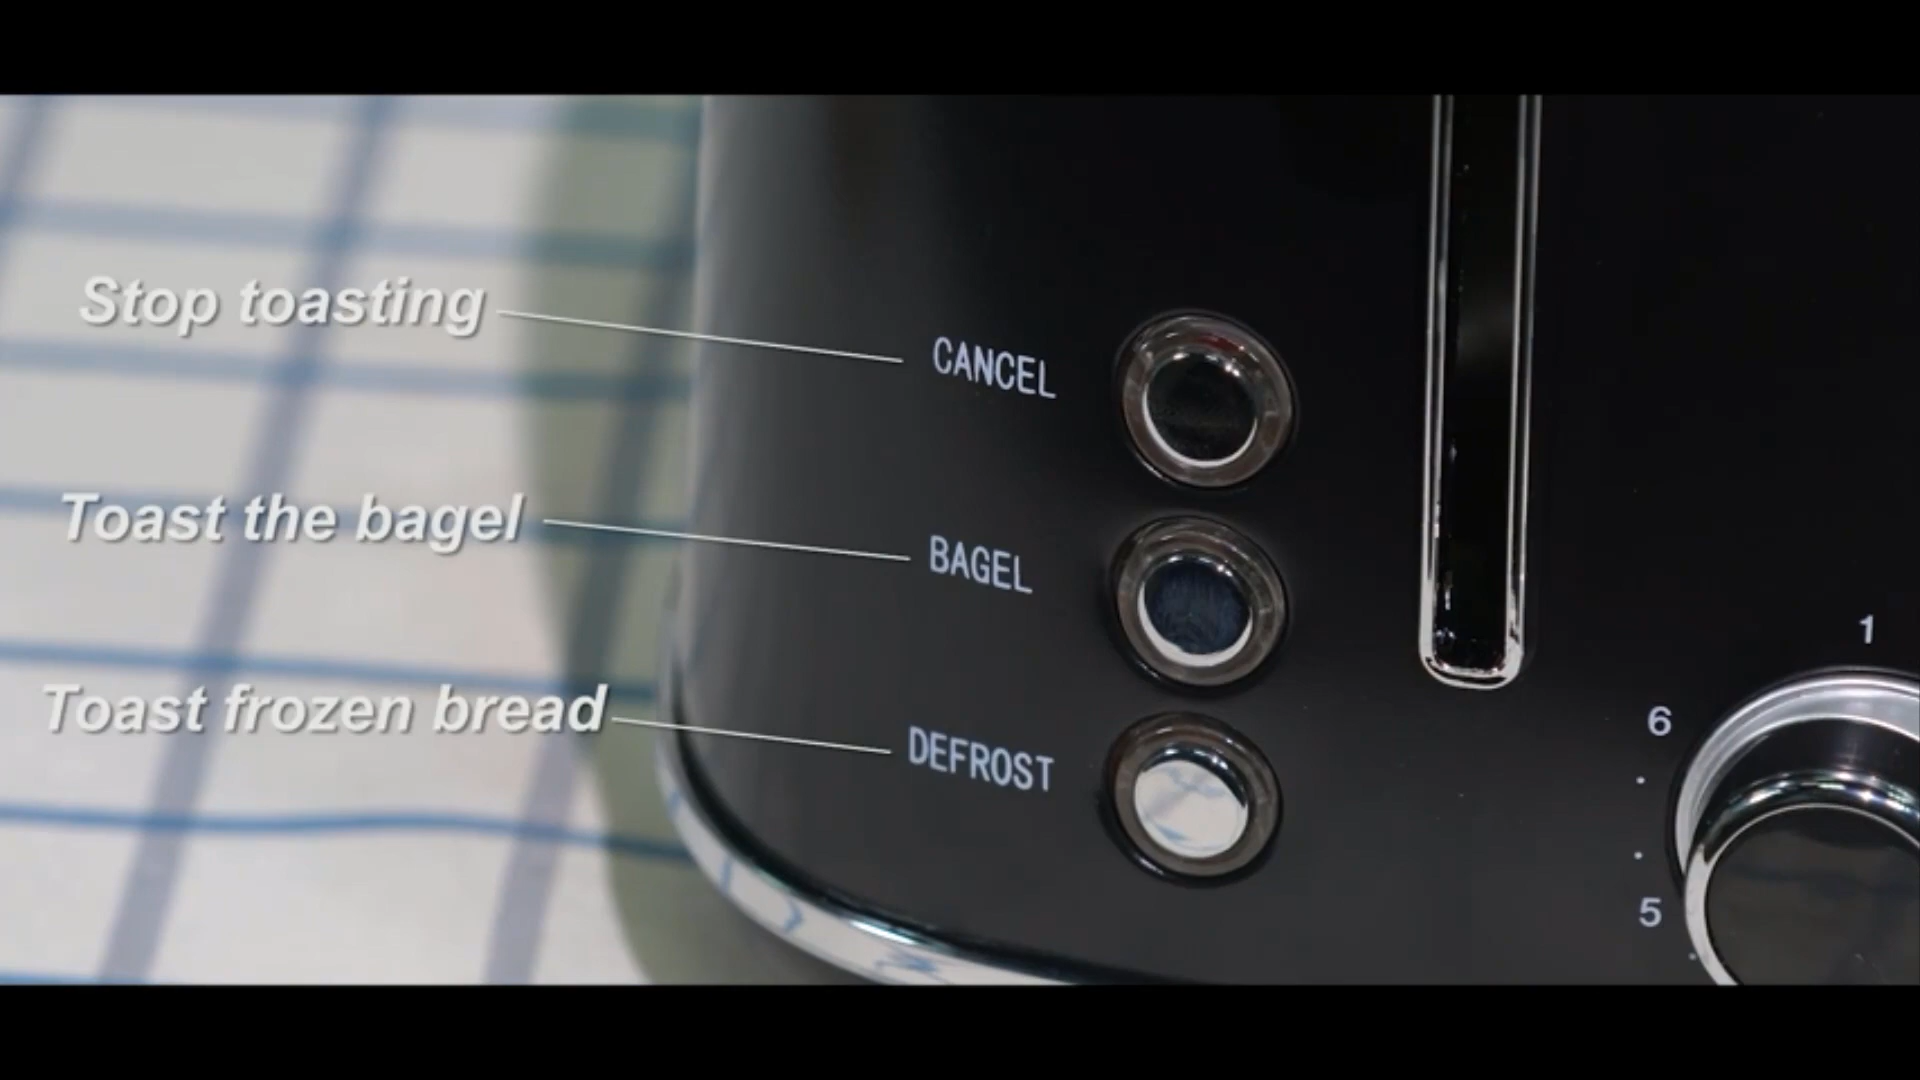 Stop toasting
CANCEL
Toast the bagel
BAGEL
Toast frozen bread
DEFROST
1
6
5